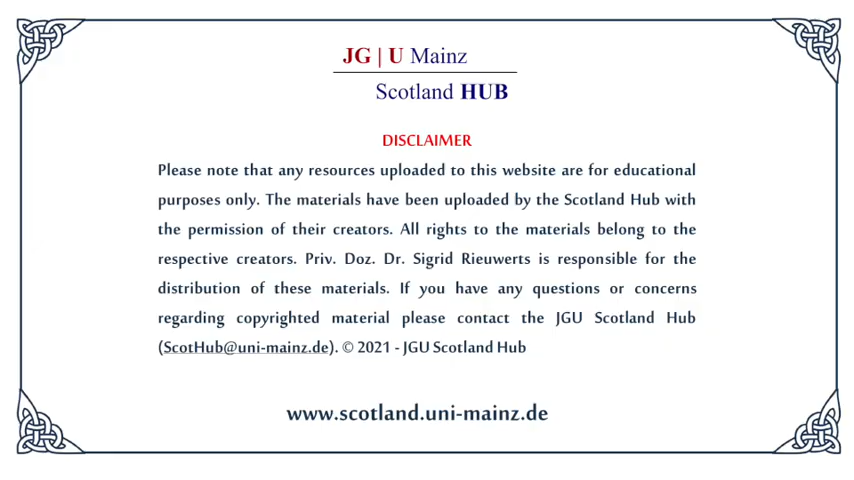 JG | U Mainz
Scotland HUB
DISCLAIMER
Please note that any resources uploaded to this website are for educational
purposes only. The materials have been uploaded by the Scotland Hub with
the permission of their creators. All rights to the materials belong to the
respective creators. Priv. Doz. Dr. Sigrid Rieuwerts is responsible for the
distribution of these materials. If you have any questions or concerns
regarding copyrighted material please contact the JGU Scotland Hub
(ScotHub@uni-mainz.de). © 2021 - JGU Scotland Hub
www.scotland.uni-mainz.de